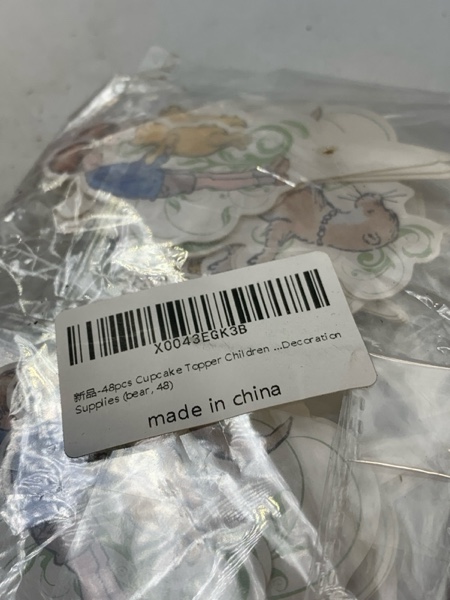 X0043EGK3B
新品-48pcs Cupcake Topper Children ...Decoration
Supplies (bear, 48)
made in china